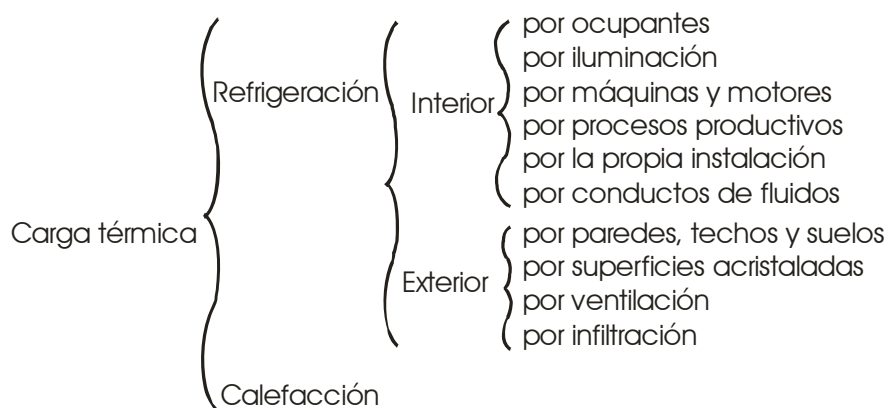 Carga térmica
Refrigeración
Interior
por ocupantes
por iluminación
por máquinas y motores
por procesos productivos
por la propia instalación
por conductos de fluidos
Exterior
por paredes, techos y suelos
por superficies acristaladas
por ventilación
por infiltración
Calefacción